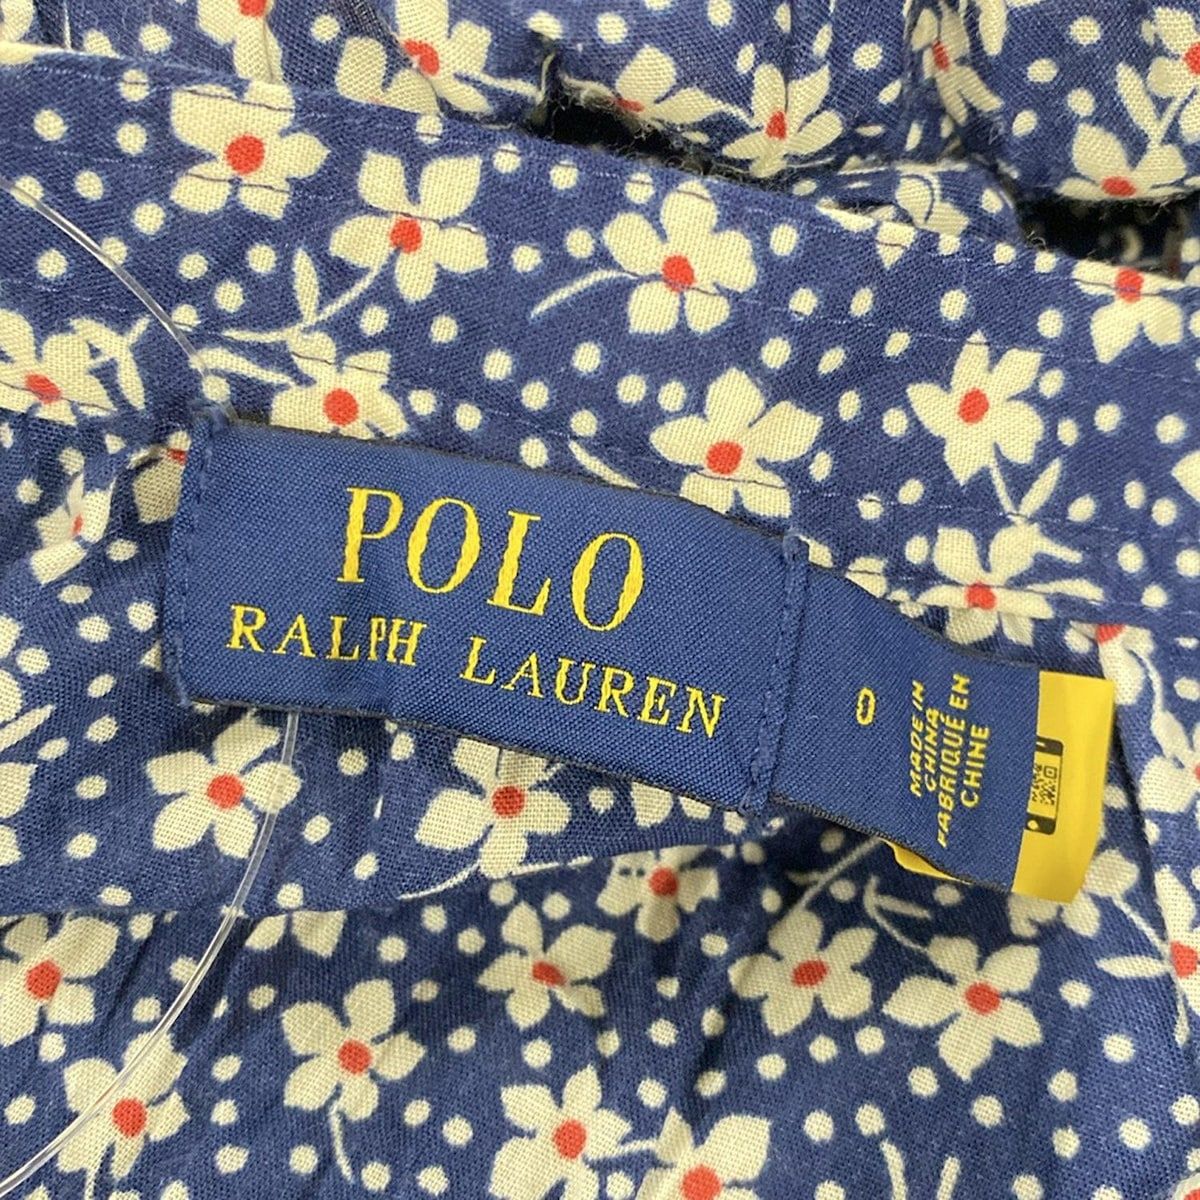 POLO
RALPH LAUREN
0
MADE IN
CHINA
FABRIQUÉ EN
CHINE